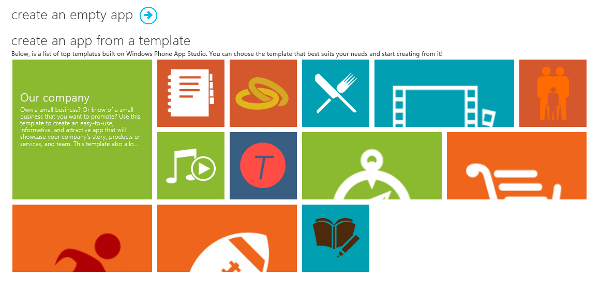 create an empty app
create an app from a template
Below, is a list of top templates built on Windows Phone App Studio. You can choose the template that best suits your needs and start creating from it!
Our company
Own a small business? Or know of a small
business that you want to promote? Use this
template to create an easy-to-use,
informative, and attractive app that will
showcase your company's story, products or
services, and team. This template also allo...
T